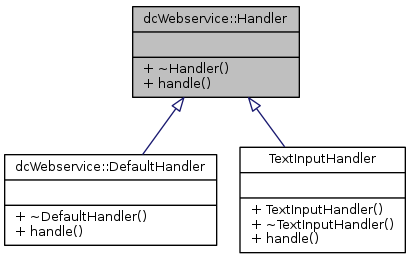 dcWebservice::Handler
+ ~Handler()
+ handle()
dcWebservice::DefaultHandler
+ ~DefaultHandler()
+ handle()
TextInputHandler
+ TextInputHandler()
+ ~TextInputHandler()
+ handle()